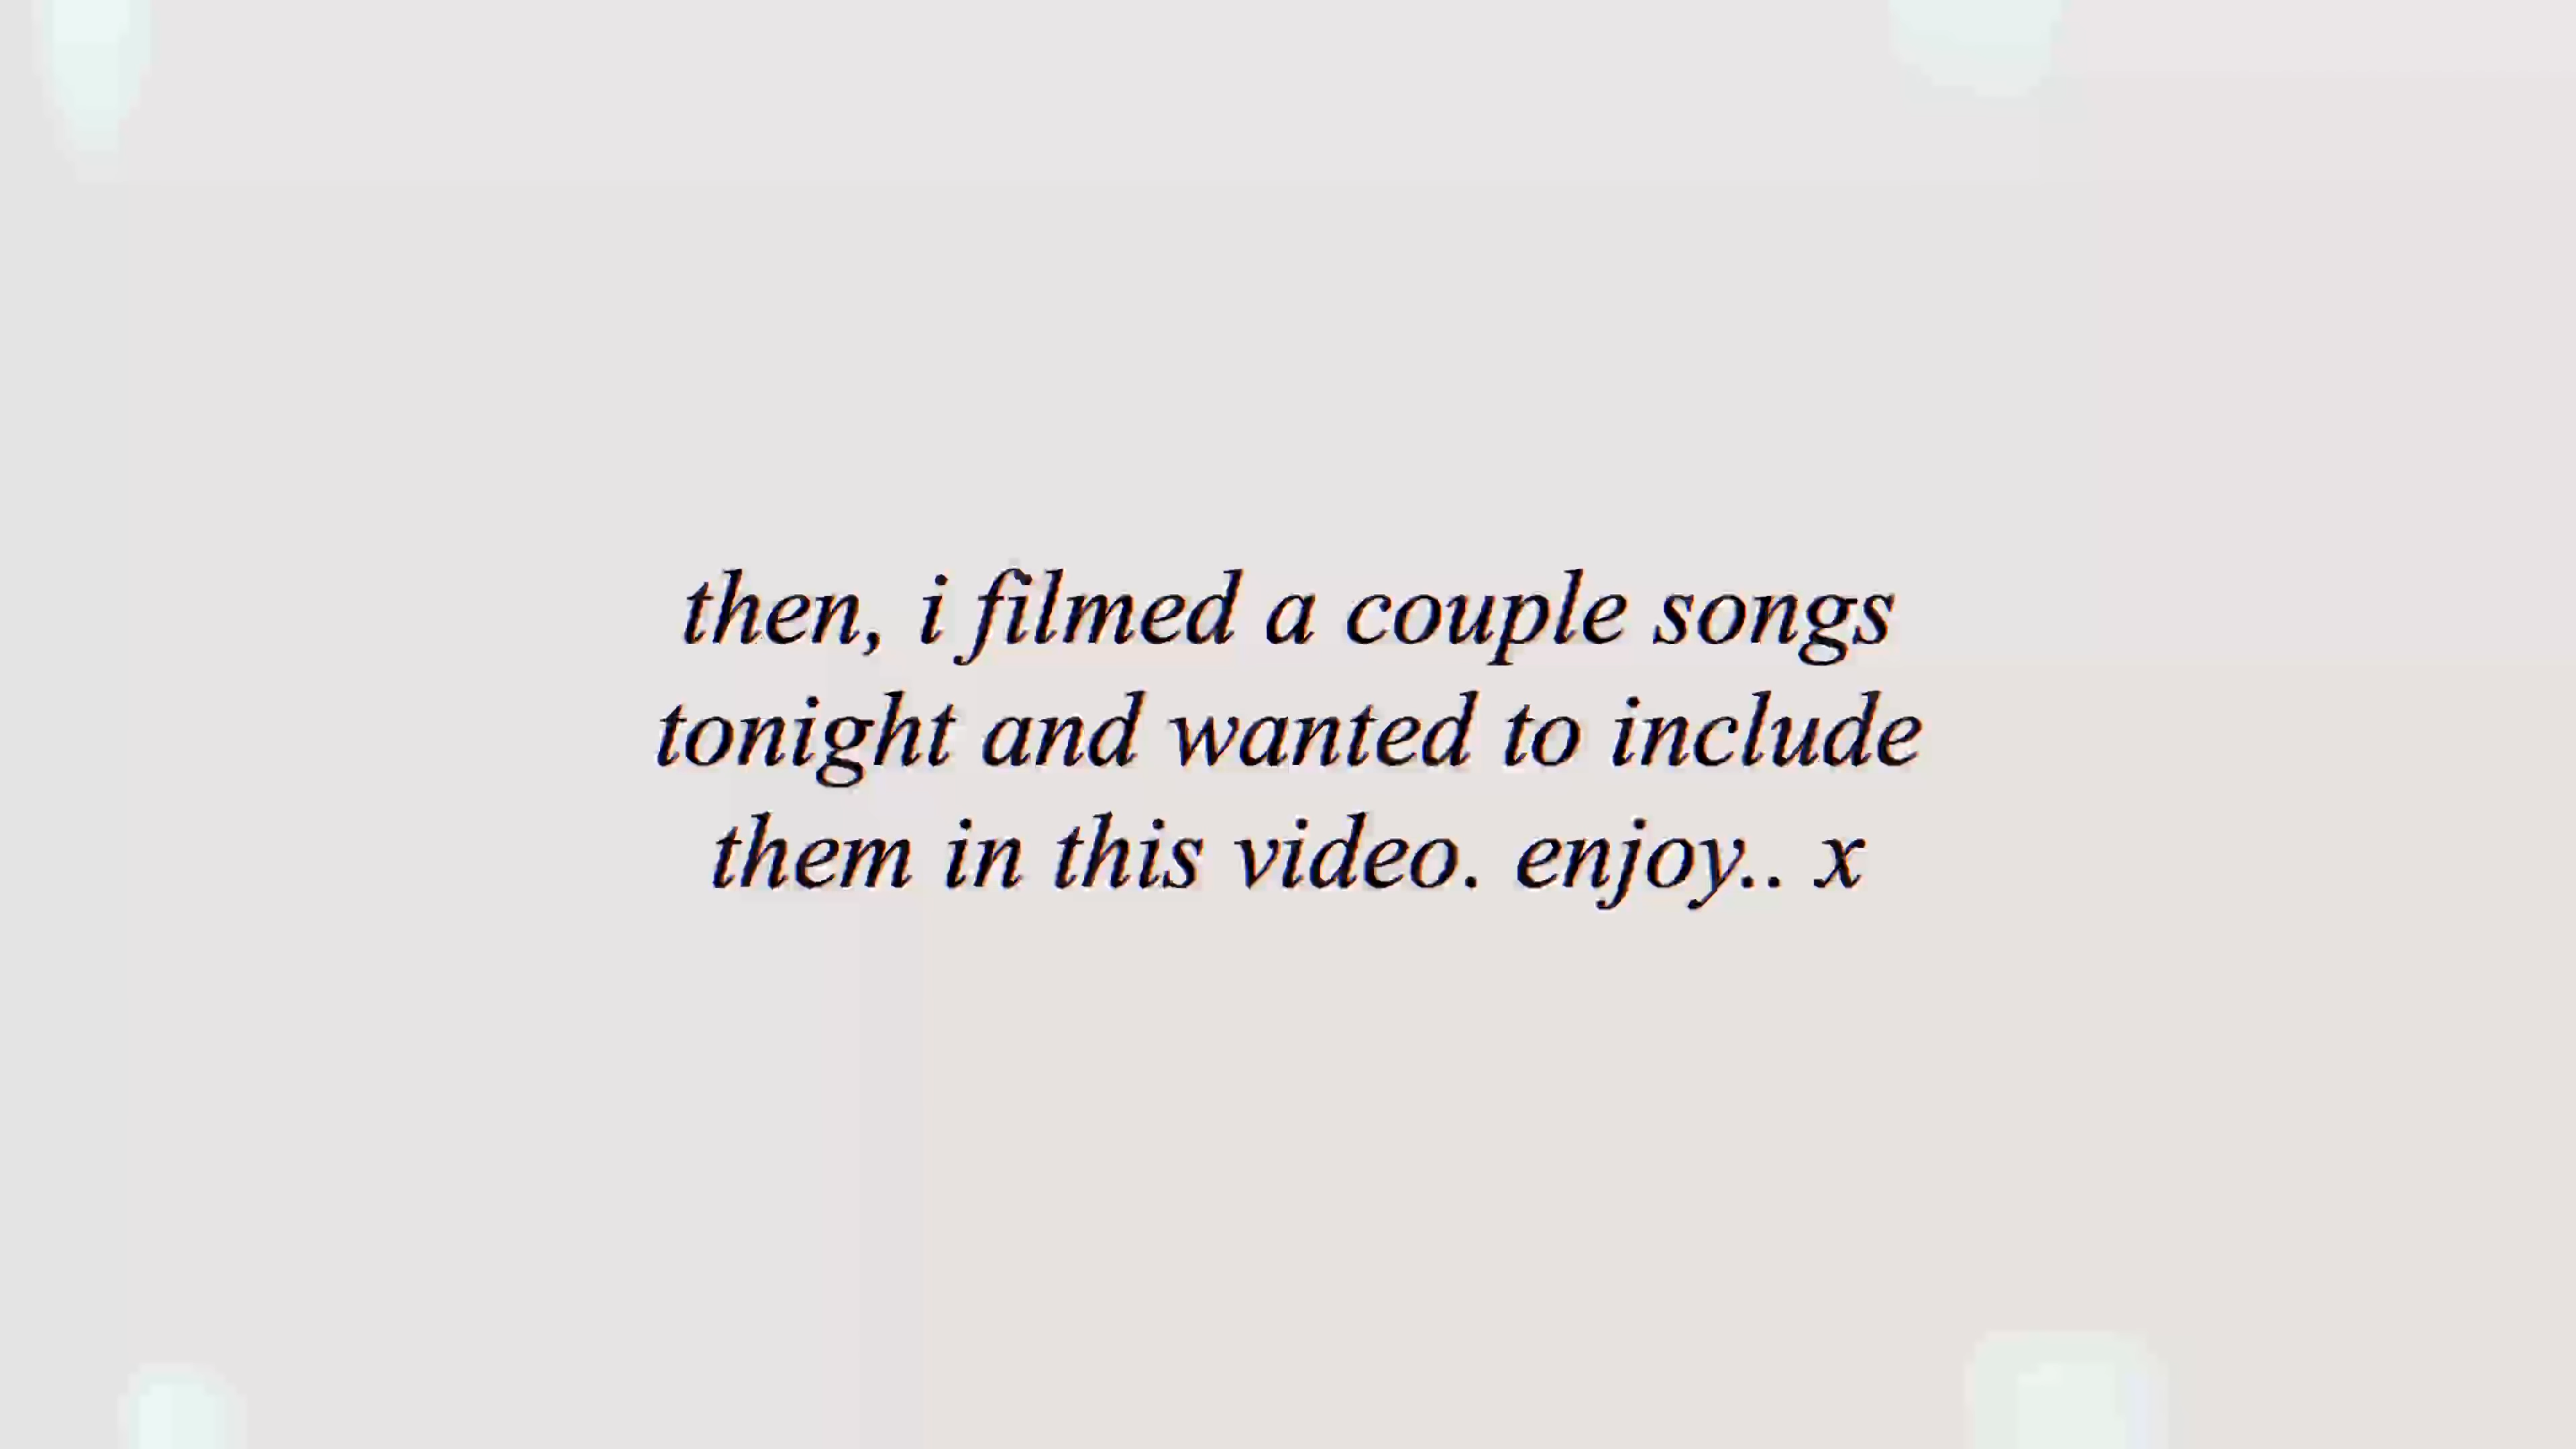 then, i filmed a couple songs
tonight and wanted to include
them in this video. enjoy.. x